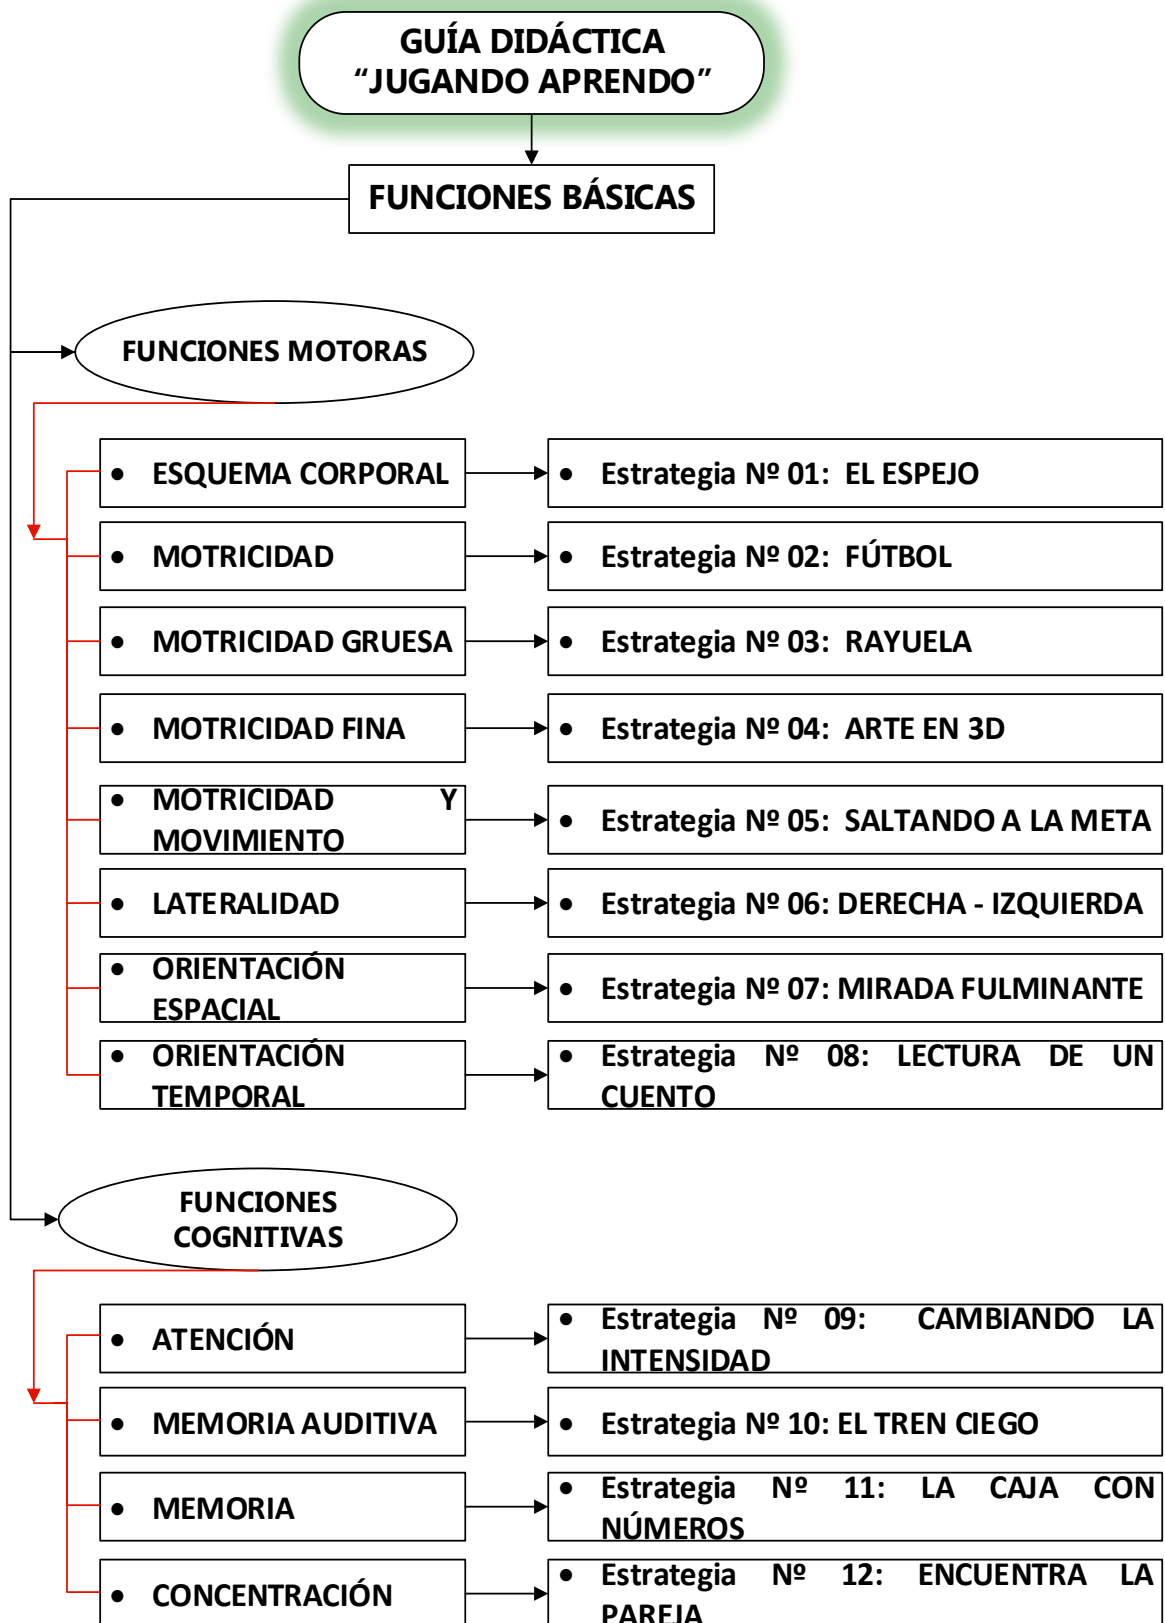 GUÍA DIDÁCTICA
“JUGANDO APRENDO”
FUNCIONES BÁSICAS
FUNCIONES MOTORAS
• ESQUEMA CORPORAL
• Estrategia Nº 01: EL ESPEJO
• MOTRICIDAD
• Estrategia Nº 02: FÚTBOL
• MOTRICIDAD GRUESA
• Estrategia Nº 03: RAYUELA
• MOTRICIDAD FINA
• Estrategia Nº 04: ARTE EN 3D
• MOTRICIDAD Y
MOVIMIENTO
• Estrategia Nº 05: SALTANDO A LA META
• LATERALIDAD
• Estrategia Nº 06: DERECHA - IZQUIERDA
• ORIENTACIÓN
ESPACIAL
• Estrategia Nº 07: MIRADA FULMINANTE
• ORIENTACIÓN
TEMPORAL
• Estrategia Nº 08: LECTURA DE UN
CUENTO
FUNCIONES
COGNITIVAS
• ATENCIÓN
• Estrategia Nº 09: CAMBIANDO LA
INTENSIDAD
• MEMORIA AUDITIVA
• Estrategia Nº 10: EL TREN CIEGO
• MEMORIA
• Estrategia Nº 11: LA CAJA CON
NÚMEROS
• CONCENTRACIÓN
• Estrategia Nº 12: ENCUENTRA LA
PAREJA